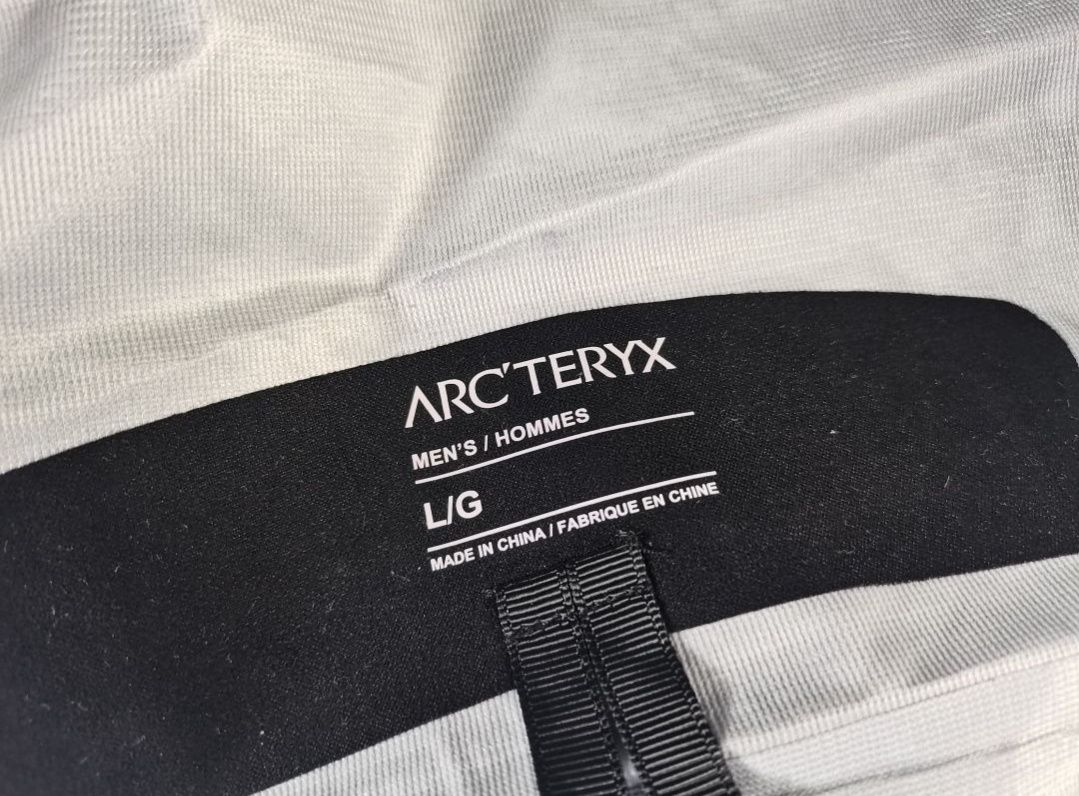 ARC'TERYX
MEN'S / HOMMES
L/G
MADE IN CHINA / FABRIQUE EN CHINE